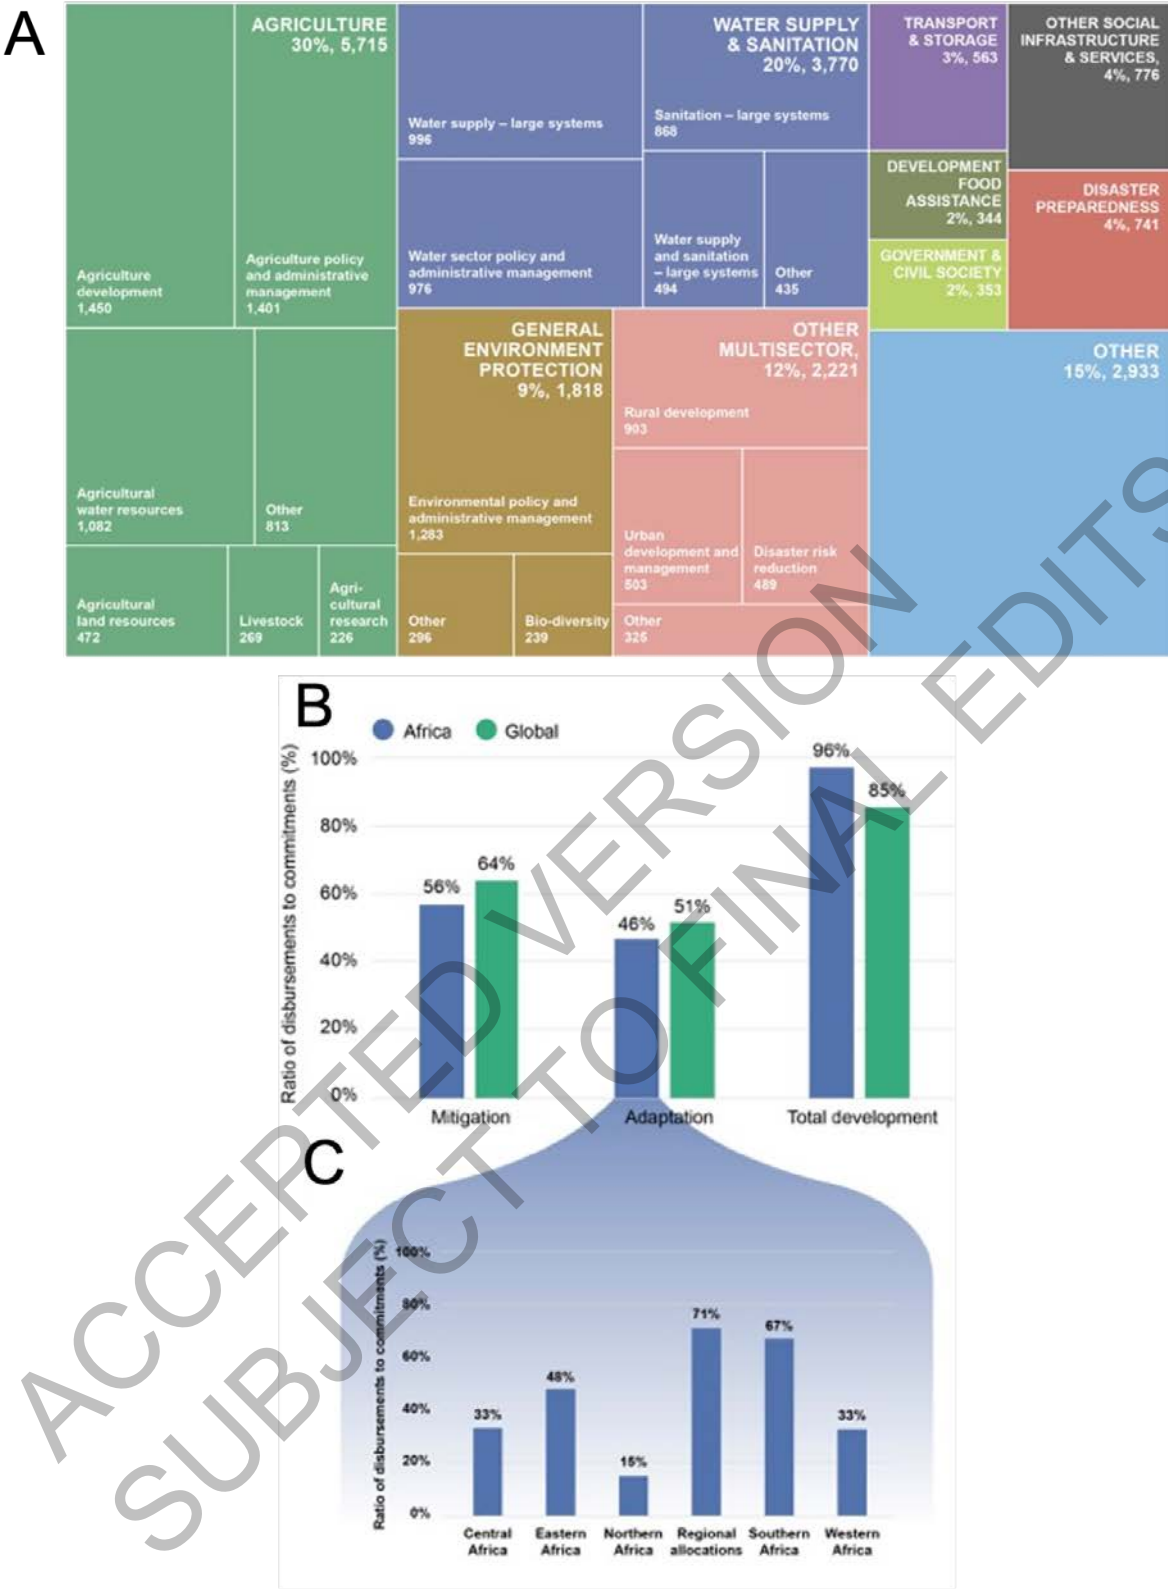 A
AGRICULTURE
30%, 5,715
Agriculture
development
1,450
Agriculture policy
and administrative
management
1,401
Agricultural
water resources
1,082
Other
813
Agricultural
land resources
472
Livestock
269
Agri-
cultural
research
226
WATER SUPPLY
& SANITATION
20%, 3,770
Water supply – large systems
996
Sanitation – large systems
868
Water sector policy and
administrative management
976
Water supply
and sanitation
– large systems
494
Other
435
GENERAL
ENVIRONMENT
PROTECTION
9%, 1,818
Environmental policy and
administrative management
1,283
Other
296
Bio-diversity
239
OTHER
MULTISECTOR,
12%, 2,221
Rural development
903
Urban
development and
management
503
Disaster risk
reduction
489
Other
325
TRANSPORT
& STORAGE
3%, 563
OTHER SOCIAL
INFRASTRUCTURE
& SERVICES,
4%, 776
DEVELOPMENT
FOOD
ASSISTANCE
2%, 344
GOVERNMENT &
CIVIL SOCIETY
2%, 353
DISASTER
PREPAREDNESS
4%, 741
OTHER
15%, 2,933
B
Africa
Global
Ratio of disbursements to commitments (%)
100%
80%
60%
40%
20%
0%
56%
64%
46%
51%
96%
85%
Mitigation
Adaptation
Total development
C
Ratio of disbursements to commitments (%)
100%
80%
60%
40%
20%
0%
33%
48%
15%
71%
67%
33%
Central
Africa
Eastern
Africa
Northern
Africa
Regional
allocations
Southern
Africa
Western
Africa
ACCEPTED VERSION
SUBJECT TO FINAL EDITS